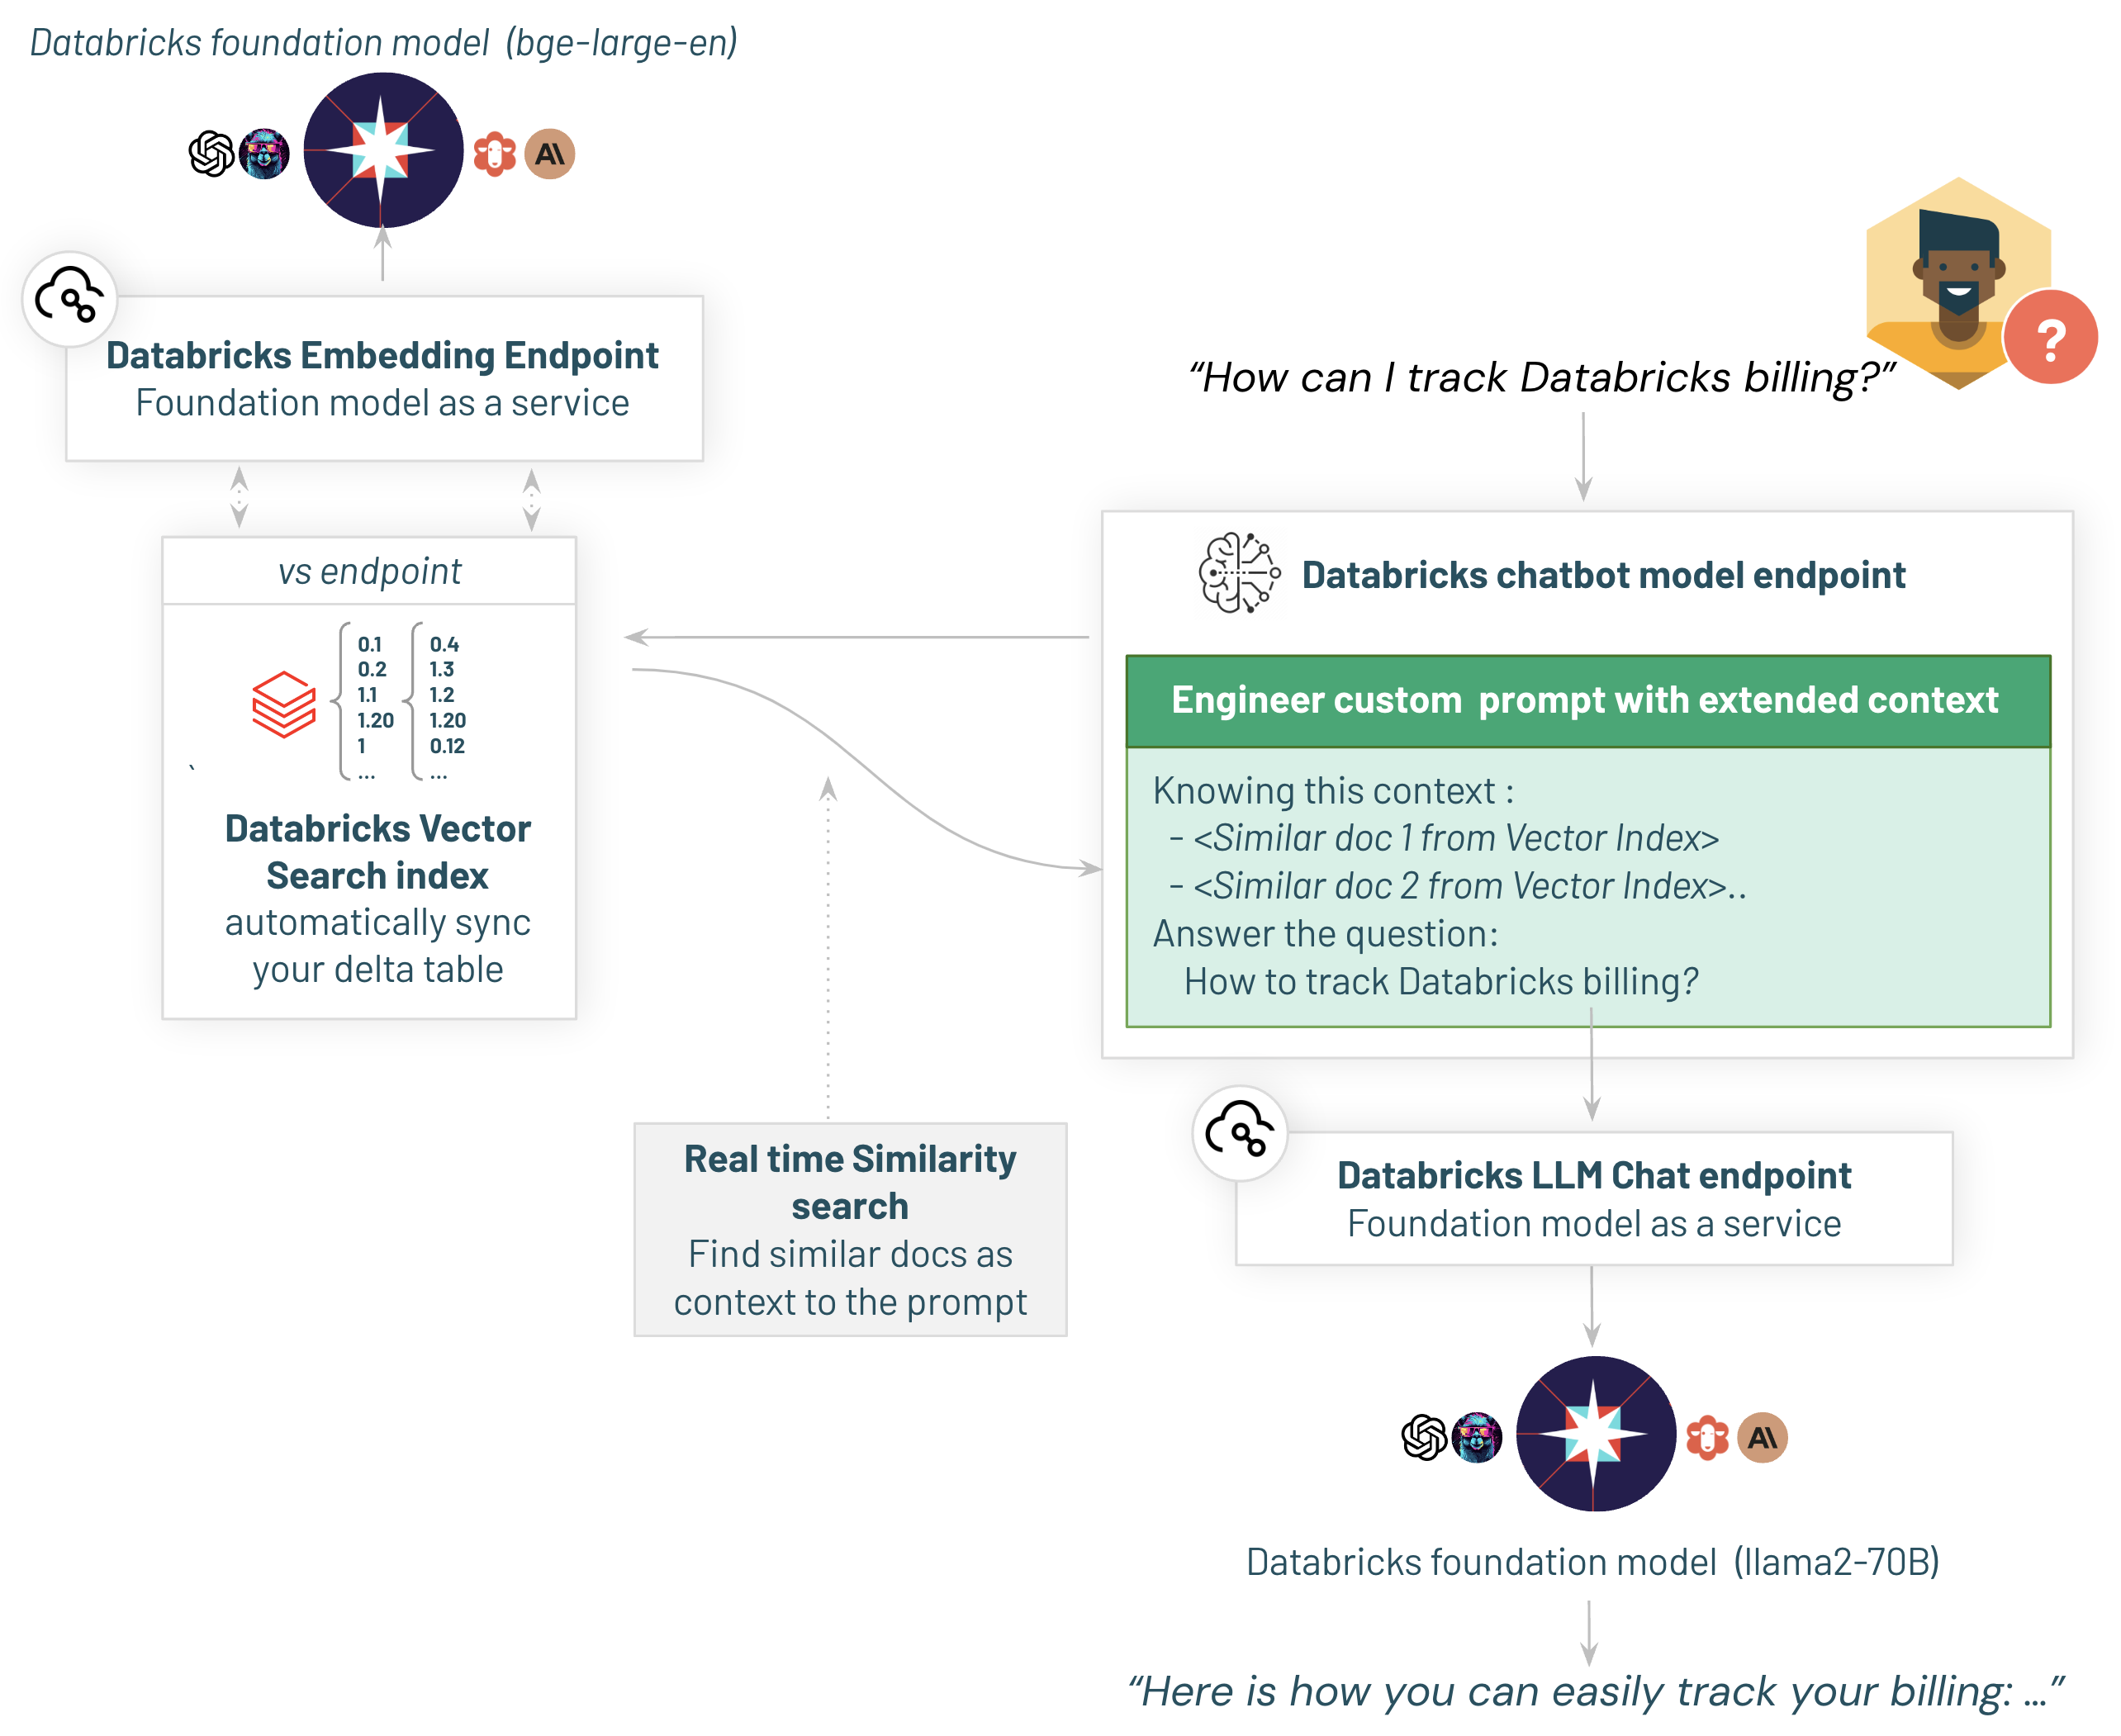 Databricks foundation model (bge-large-en)
A\
Databricks Embedding Endpoint
Foundation model as a service
vs endpoint
0.1
0.2
1.1
1.20
1
...
0.4
1.3
1.2
1.20
0.12
...
`
Databricks Vector
Search index
automatically sync
your delta table
?
“How can I track Databricks billing?”
Databricks chatbot model endpoint
Engineer custom prompt with extended context
Knowing this context :
- <Similar doc 1 from Vector Index>
- <Similar doc 2 from Vector Index>..
Answer the question:
How to track Databricks billing?
Real time Similarity
search
Find similar docs as
context to the prompt
Databricks LLM Chat endpoint
Foundation model as a service
A\
Databricks foundation model (llama2-70B)
“Here is how you can easily track your billing: ...”